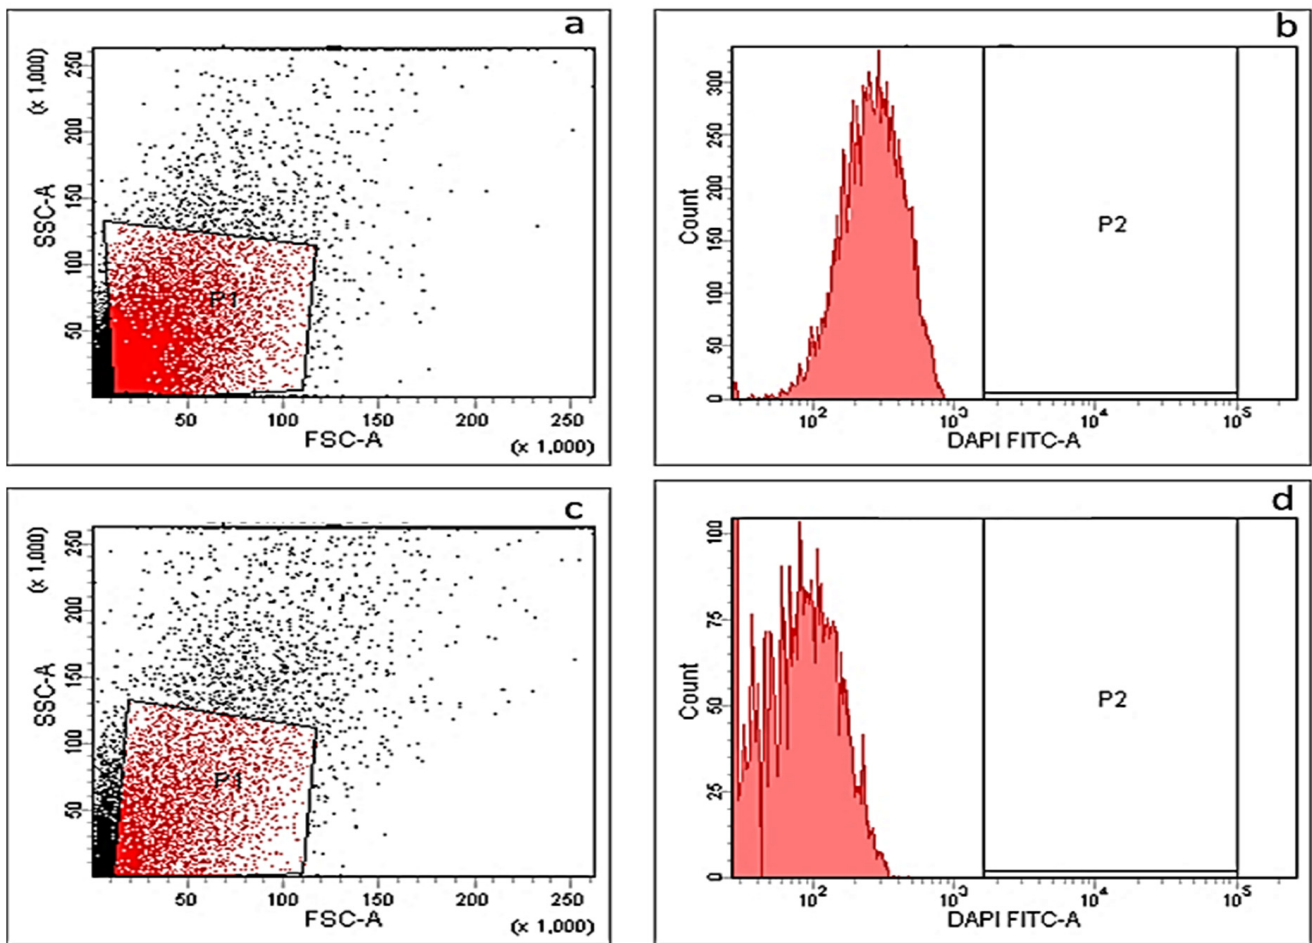 a
(x 1,000)
SSC-A
250
200
150
100
50
P1
50 100 150 200 250
FSC-A
(x 1,000)
b
Count
300
250
200
150
100
50
0
P2
10² 10³ 10⁴ 10⁵
DAPI FITC-A
c
(x 1,000)
SSC-A
250
200
150
100
50
P1
50 100 150 200 250
FSC-A
(x 1,000)
d
Count
100
75
50
25
0
P2
10² 10³ 10⁴ 10⁵
DAPI FITC-A